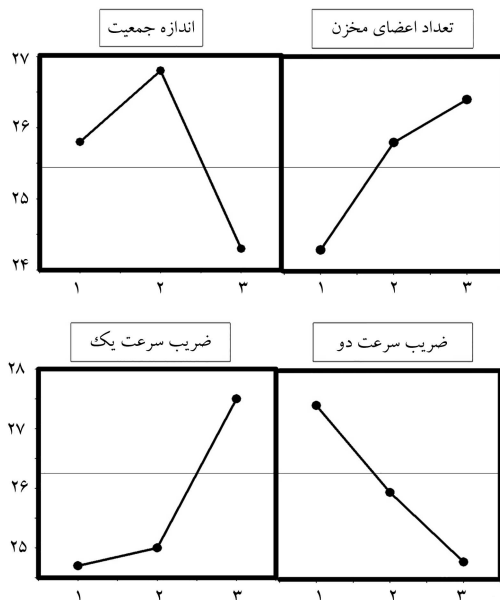 اندازه جمعیت
تعداد اعضای مخزن
۲۷
۲۶
۲۵
۲۴
۱ ۲ ۳
۱ ۲ ۳
ضریب سرعت یک
ضریب سرعت دو
۲۸
۲۷
۲۶
۲۵
۱ ۲ ۳
۱ ۲ ۳